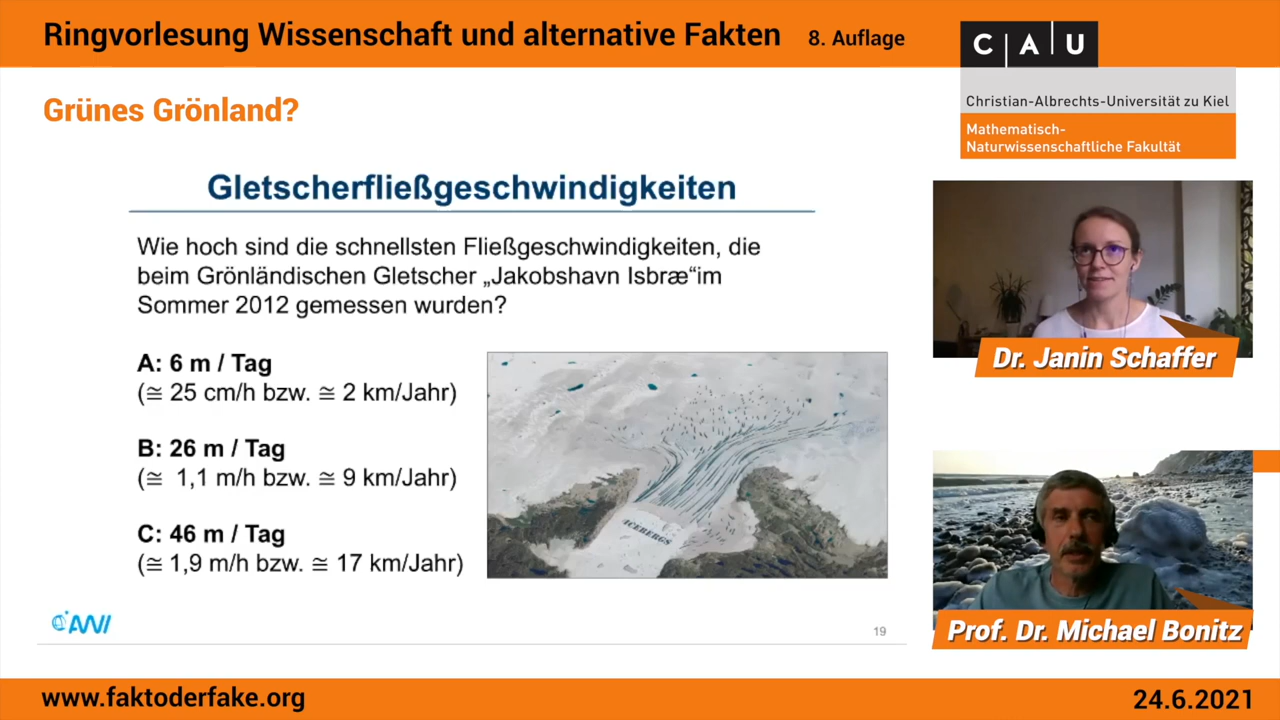 Ringvorlesung Wissenschaft und alternative Fakten 8. Auflage
CAU
Christian-Albrechts-Universität zu Kiel
Mathematisch-
Naturwissenschaftliche Fakultät
Grünes Grönland?
Gletscherfließgeschwindigkeiten
Wie hoch sind die schnellsten Fließgeschwindigkeiten, die
beim Grönländischen Gletscher „Jakobshavn Isbræ“im
Sommer 2012 gemessen wurden?
A: 6 m / Tag
(≅ 25 cm/h bzw. ≅ 2 km/Jahr)
B: 26 m / Tag
(≅ 1,1 m/h bzw. ≅ 9 km/Jahr)
C: 46 m / Tag
(≅ 1,9 m/h bzw. ≅ 17 km/Jahr)
ICEBERGS
AWI
19
Dr. Janin Schaffer
Prof. Dr. Michael Bonitz
www.faktoderfake.org
24.6.2021